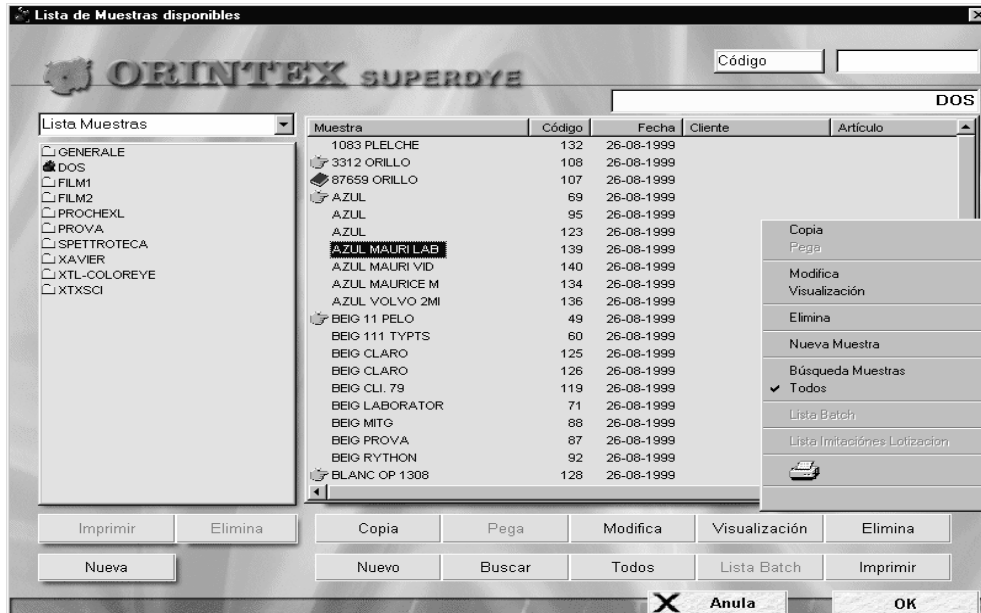 Lista de Muestras disponibles
ORINTEX SUPERDYE
Código
DOS
Lista Muestras
GENERALE
DOS
FILM1
FILM2
PROCHEXL
PROVA
SPETTROTECA
XAVIER
XTL-COLOREYE
XTXSCI
Muestra Código Fecha Cliente Artículo
1083 PLELCHE 132 26-08-1999
3312 ORILLO 108 26-08-1999
87659 ORILLO 107 26-08-1999
AZUL 69 26-08-1999
AZUL 95 26-08-1999
AZUL 123 26-08-1999
AZUL MAURI LAB 139 26-08-1999
AZUL MAURI VID 140 26-08-1999
AZUL MAURICE M 134 26-08-1999
AZUL VOLVO 2MI 136 26-08-1999
BEIG 11 PELO 49 26-08-1999
BEIG 111 TYPTS 60 26-08-1999
BEIG CLARO 125 26-08-1999
BEIG CLARO 126 26-08-1999
BEIG CLI. 79 119 26-08-1999
BEIG LABORATOR 71 26-08-1999
BEIG MITG 88 26-08-1999
BEIG PROVA 87 26-08-1999
BEIG RYTHON 92 26-08-1999
BLANC OP 1308 128 26-08-1999
Copia
Pega
Modifica
Visualización
Elimina
Nueva Muestra
Búsqueda Muestras
Todos
Lista Batch
Lista Imitaciónes Lotizacion
Imprimir Elimina Copia Pega Modifica Visualización Elimina
Nueva Nuevo Buscar Todos Lista Batch Imprimir
Anula OK